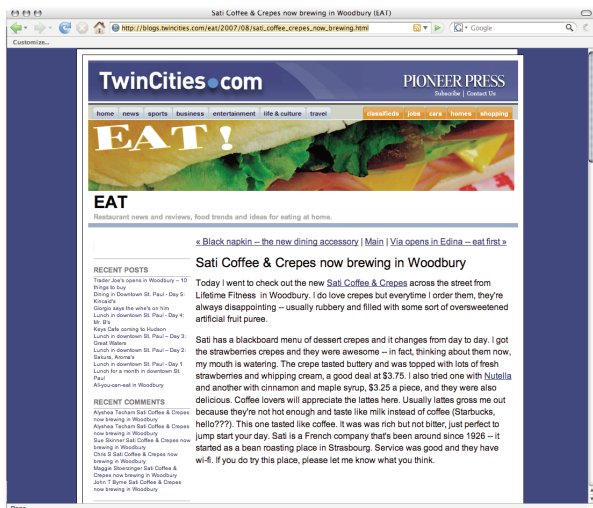 Sati Coffee & Crepes now brewing in Woodbury (EAT)
http://blogs.twincities.com/eat/2007/08/sati_coffee_crepes_now_brewing.html
Google
Customize...
TwinCities.com
PIONEER PRESS
Subscribe | Contact Us
home news sports business entertainment life & culture travel
classifieds jobs cars homes shopping
EAT!
EAT
Restaurant news and reviews, food trends and ideas for eating at home.
« Black napkin -- the new dining accessory | Main | Via opens in Edina -- eat first »
RECENT POSTS
Trader Joe's opens in Woodbury -- 10
things to buy
Dining in Downtown St. Paul - Day 5:
Kincaid's
Giorgio says the wine's on him
Lunch in downtown St. Paul - Day 4:
Mr. B's
Keys Cafe coming to Hudson
Lunch in downtown St. Paul -- Day 3:
Great Waters
Lunch in downtown St. Paul -- Day 2:
Sakura, Aroma's
Lunch in downtown St. Paul - Day 1
Lunch for a month in downtown St.
Paul
All-you-can-eat in Woodbury
RECENT COMMENTS
Alyshea Techam Sati Coffee & Crepes
now brewing in Woodbury
Alyshea Techam Sati Coffee & Crepes
now brewing in Woodbury
Sue Skinner Sati Coffee & Crepes now
brewing in Woodbury
Chris S Sati Coffee & Crepes now
brewing in Woodbury
Maggie Stoerzinger Sati Coffee &
Crepes now brewing in Woodbury
John T Byrne Sati Coffee & Crepes
now brewing in Woodbury
Sati Coffee & Crepes now brewing in Woodbury
Today I went to check out the new Sati Coffee & Crepes across the street from
Lifetime Fitness in Woodbury. I do love crepes but everytime I order them, they're
always disappointing -- usually rubbery and filled with some sort of oversweetened
artificial fruit puree.
Sati has a blackboard menu of dessert crepes and it changes from day to day. I got
the strawberries crepes and they were awesome -- in fact, thinking about them now,
my mouth is watering. The crepe tasted buttery and was topped with lots of fresh
strawberries and whipping cream, a good deal at $3.75. I also tried one with Nutella
and another with cinnamon and maple syrup, $3.25 a piece, and they were also
delicious. Coffee lovers will appreciate the lattes here. Usually lattes gross me out
because they're not hot enough and taste like milk instead of coffee (Starbucks,
hello???). This one tasted like coffee. It was was rich but not bitter, just perfect to
jump start your day. Sati is a French company that's been around since 1926 -- it
started as a bean roasting place in Strasbourg. Service was good and they have
wi-fi. If you do try this place, please let me know what you think.